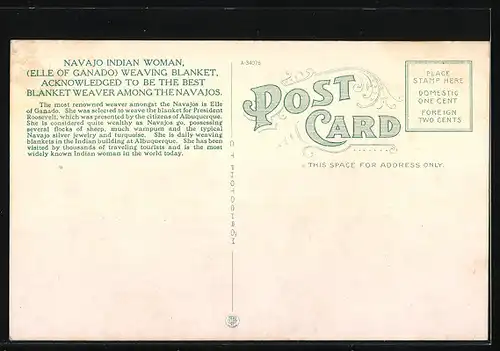 NAVAJO INDIAN WOMAN,
(ELLE OF GANADO) WEAVING BLANKET,
ACKNOWLEDGED TO BE THE BEST
BLANKET WEAVER AMONG THE NAVAJOS.
The most renowned weaver amongst the Navajos is Elle
of Ganado. She was selected to weave the blanket for President
Roosevelt, which was presented by the citizens of Albuquerque.
She is considered quite wealthy as Navajos go, possessing
several flocks of sheep, much wampum and the typical
Navajo silver jewelry and turquoise. She is daily weaving
blankets in the Indian building at Albuquerque. She has been
visited by thousands of traveling tourists and is the most
widely known Indian woman in the world today.
POST
CARD
THIS SPACE FOR ADDRESS ONLY.
PLACE
STAMP HERE
DOMESTIC
ONE CENT
FOREIGN
TWO CENTS